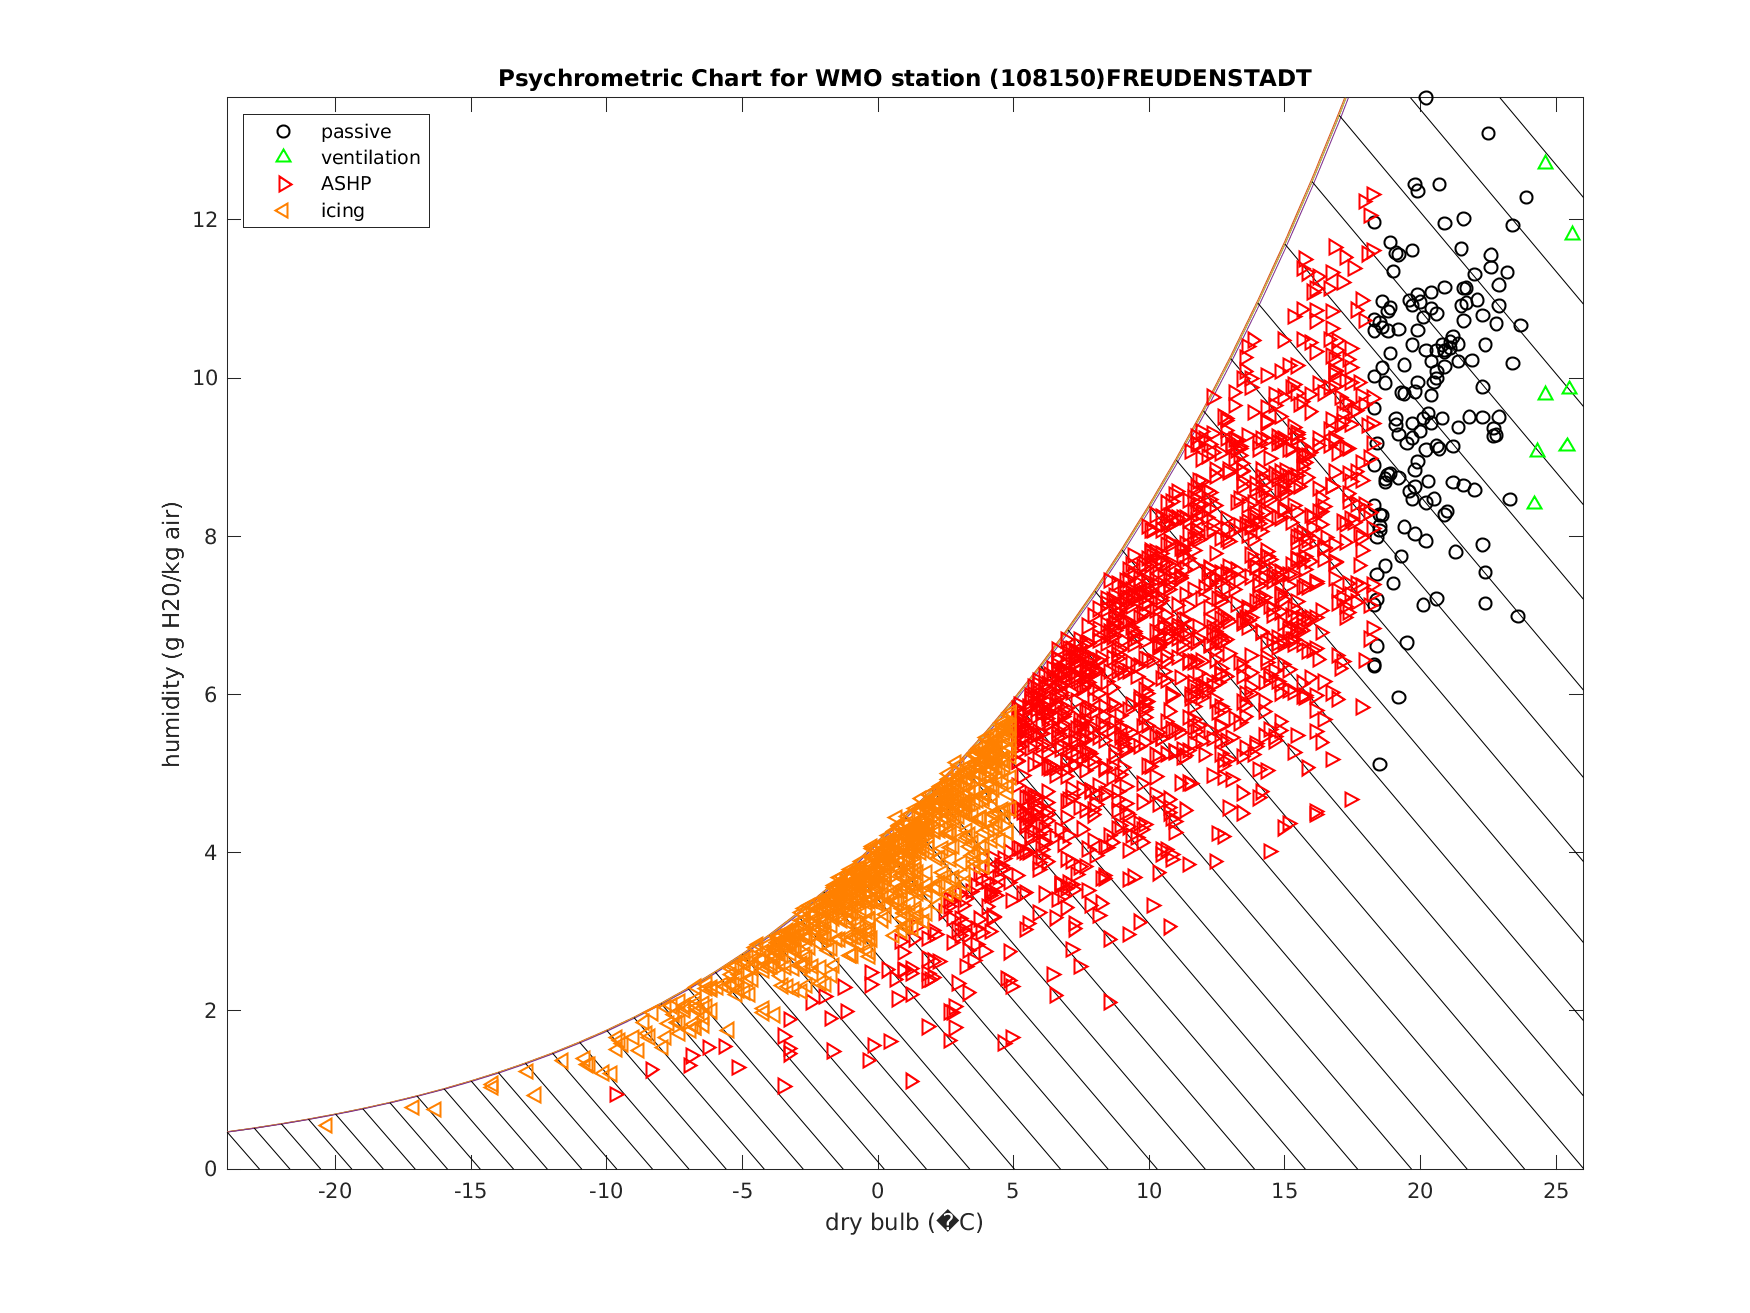 Psychrometric Chart for WMO station (108150)FREUDENSTADT
passive
ventilation
ASHP
icing
humidity (g H20/kg air)
12
10
8
6
4
2
0
-20 -15 -10 -5 0 5 10 15 20 25
dry bulb (�C)